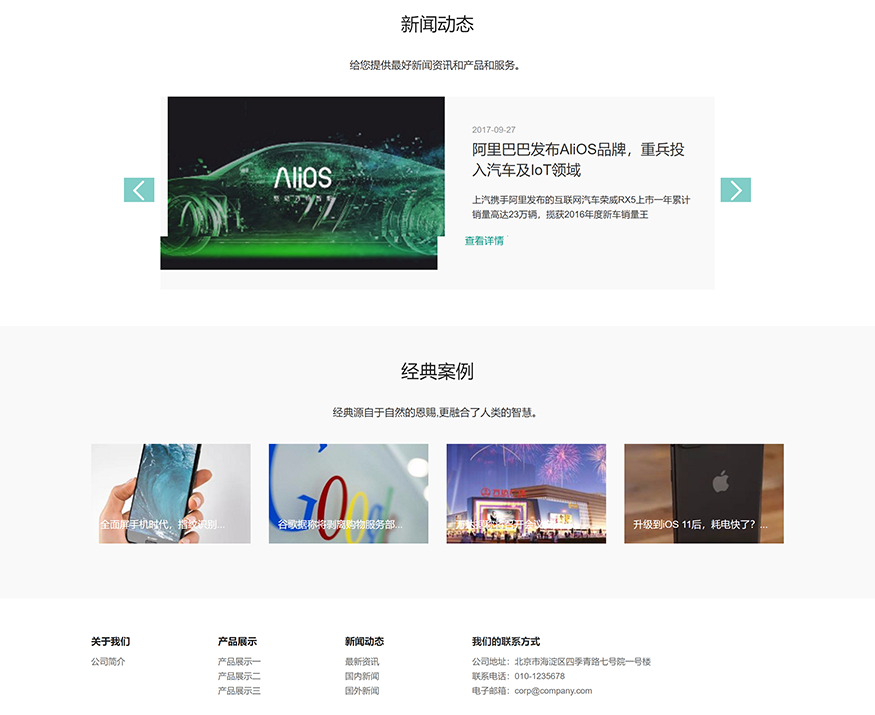 新闻动态
给您提供最好新闻资讯和产品和服务。
AliOS
2017-09-27
阿里巴巴发布AliOS品牌，重兵投
入汽车及IoT领域
上汽携手阿里发布的互联网汽车荣威RX5上市一年累计
销量高达23万辆，揽获2016年度新车销量王
查看详情
经典案例
经典源自于自然的恩赐,更融合了人类的智慧。
Googl
全面屏手机时代，指纹识别...
谷歌据称将剥离购物服务部...
升级到iOS 11后，耗电快了？...
关于我们 产品展示 新闻动态 我们的联系方式
公司简介 产品展示一 最新资讯 公司地址：北京市海淀区四季青路七号院一号楼
产品展示二 国内新闻 联系电话：010-1235678
产品展示三 国外新闻 电子邮箱：corp@company.com